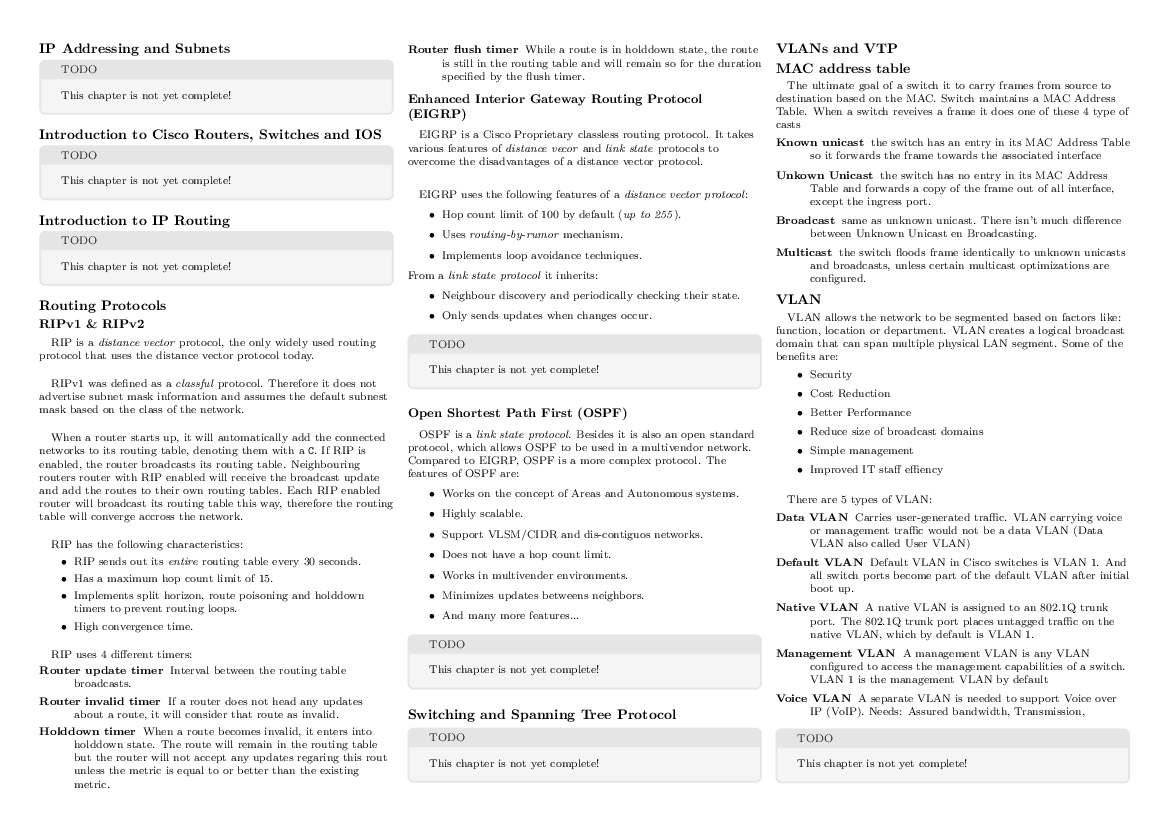 IP Addressing and Subnets
TODO
This chapter is not yet complete!
Introduction to Cisco Routers, Switches and IOS
TODO
This chapter is not yet complete!
Introduction to IP Routing
TODO
This chapter is not yet complete!
Routing Protocols
RIPv1 & RIPv2
RIP is a distance vector protocol, the only widely used routing
protocol that uses the distance vector protocol today.
RIPv1 was defined as a classful protocol. Therefore it does not
advertise subnet mask information and assumes the default subnest
mask based on the class of the network.
When a router starts up, it will automatically add the connected
networks to its routing table, denoting them with a C. If RIP is
enabled, the router broadcasts its routing table. Neighbouring
routers router with RIP enabled will receive the broadcast update
and add the routes to their own routing tables. Each RIP enabled
router will broadcast its routing table this way, therefore the routing
table will converge accross the network.
RIP has the following characteristics:
• RIP sends out its entire routing table every 30 seconds.
• Has a maximum hop count limit of 15.
• Implements split horizon, route poisoning and holddown
timers to prevent routing loops.
• High convergence time.
RIP uses 4 different timers:
Router update timer Interval between the routing table
broadcasts.
Router invalid timer If a router does not head any updates
about a route, it will consider that route as invalid.
Holddown timer When a route becomes invalid, it enters into
holddown state. The route will remain in the routing table
but the router will not accept any updates regaring this rout
unless the metric is equal to or better than the existing
metric.
Router flush timer While a route is in holddown state, the route
is still in the routing table and will remain so for the duration
specified by the flush timer.
Enhanced Interior Gateway Routing Protocol
(EIGRP)
EIGRP is a Cisco Proprietary classless routing protocol. It takes
various features of distance vecor and link state protocols to
overcome the disadvantages of a distance vector protocol.
EIGRP uses the following features of a distance vector protocol:
• Hop count limit of 100 by default (up to 255).
• Uses routing-by-rumor mechanism.
• Implements loop avoidance techniques.
From a link state protocol it inherits:
• Neighbour discovery and periodically checking their state.
• Only sends updates when changes occur.
TODO
This chapter is not yet complete!
Open Shortest Path First (OSPF)
OSPF is a link state protocol. Besides it is also an open standard
protocol, which allows OSPF to be used in a multivendor network.
Compared to EIGRP, OSPF is a more complex protocol. The
features of OSPF are:
• Works on the concept of Areas and Autonomous systems.
• Highly scalable.
• Support VLSM/CIDR and dis-contiguos networks.
• Does not have a hop count limit.
• Works in multivender environments.
• Minimizes updates betweens neighbors.
• And many more features...
TODO
This chapter is not yet complete!
Switching and Spanning Tree Protocol
TODO
This chapter is not yet complete!
VLANs and VTP
MAC address table
The ultimate goal of a switch it to carry frames from source to
destination based on the MAC. Switch maintains a MAC Address
Table. When a switch reveives a frame it does one of these 4 type of
casts
Known unicast the switch has an entry in its MAC Address Table
so it forwards the frame towards the associated interface
Unkown Unicast the switch has no entry in its MAC Address
Table and forwards a copy of the frame out of all interface,
except the ingress port.
Broadcast same as unknown unicast. There isn't much difference
between Unknown Unicast en Broadcasting.
Multicast the switch floods frame identically to unknown unicasts
and broadcasts, unless certain multicast optimizations are
configured.
VLAN
VLAN allows the network to be segmented based on factors like:
function, location or department. VLAN creates a logical broadcast
domain that can span multiple physical LAN segment. Some of the
benefits are:
• Security
• Cost Reduction
• Better Performance
• Reduce size of broadcast domains
• Simple management
• Improved IT staff effiency
There are 5 types of VLAN:
Data VLAN Carries user-generated traffic. VLAN carrying voice
or management traffic would not be a data VLAN (Data
VLAN also called User VLAN)
Default VLAN Default VLAN in Cisco switches is VLAN 1. And
all switch ports become part of the default VLAN after initial
boot up.
Native VLAN A native VLAN is assigned to an 802.1Q trunk
port. The 802.1Q trunk port places untagged traffic on the
native VLAN, which by default is VLAN 1.
Management VLAN A management VLAN is any VLAN
configured to access the management capabilities of a switch.
VLAN 1 is the management VLAN by default
Voice VLAN A separate VLAN is needed to support Voice over
IP (VoIP). Needs: Assured bandwidth, Transmission,
TODO
This chapter is not yet complete!